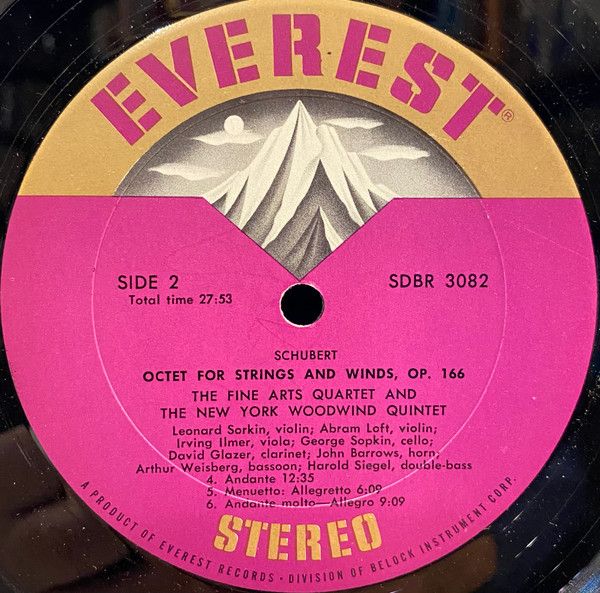 EVEREST®
SIDE 2
Total time 27:53
SDBR 3082
SCHUBERT
OCTET FOR STRINGS AND WINDS, OP. 166
THE FINE ARTS QUARTET AND
THE NEW YORK WOODWIND QUINTET
Leonard Sorkin, violin; Abram Loft, violin;
Irving Ilmer, viola; George Sopkin, cello;
David Glazer, clarinet; John Barrows, horn;
Arthur Weisberg, bassoon; Harold Siegel, double-bass
4. Andante 12:35
5. Menuetto: Allegretto 6:09
6. Andante molto—Allegro 9:09
STEREO
A PRODUCT OF EVEREST RECORDS • DIVISION OF BELOCK INSTRUMENT CORP.